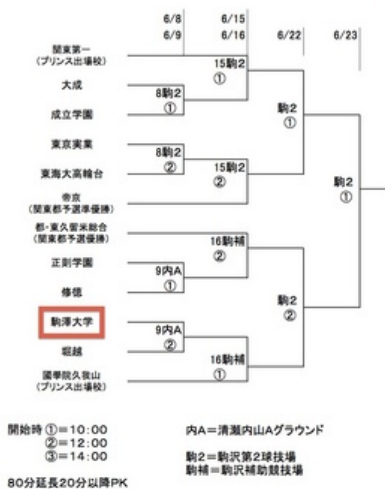 6/8 6/15
6/9 6/16 6/22 6/23
関東第一
(プリンス出場校)
15駒2
①
大成
8駒2
①
成立学園
駒2
①
東京実業
8駒2
②
東海大高輪台
15駒2
②
帝京
(関東都予選準優勝)
駒2
①
都・東久留米総合
(関東都予選優勝)
16駒補
②
正則学園
9内A
①
修徳
駒2
②
駒澤大学
9内A
②
堀越
16駒補
①
國學院久我山
(プリンス出場校)
開始時 ①=10:00 内A=清瀬内山Aグラウンド
②=12:00
③=14:00
駒2=駒沢第2球技場
駒補=駒沢補助競技場
80分延長20分以降PK